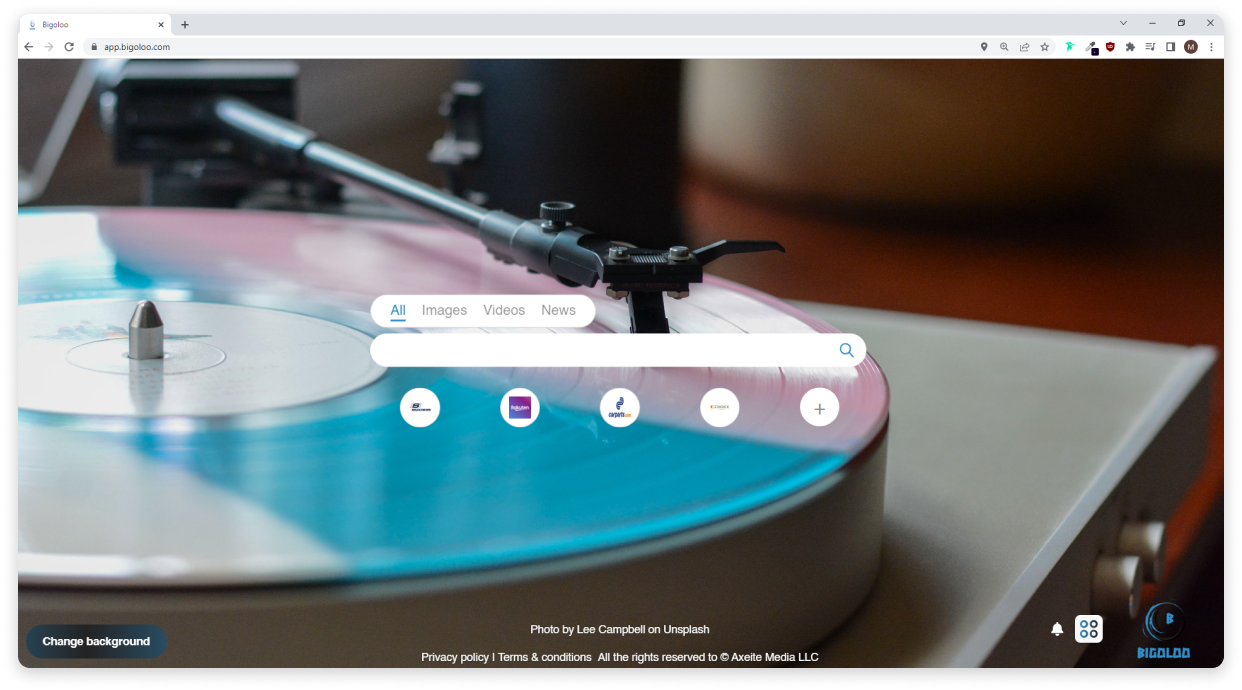 Bigoloo
app.bigoloo.com
M
All Images Videos News
Rakuten
carparts
Change background
Photo by Lee Campbell on Unsplash
Privacy policy I Terms & conditions All the rights reserved to © Axeite Media LLC
B
BIGOLOO